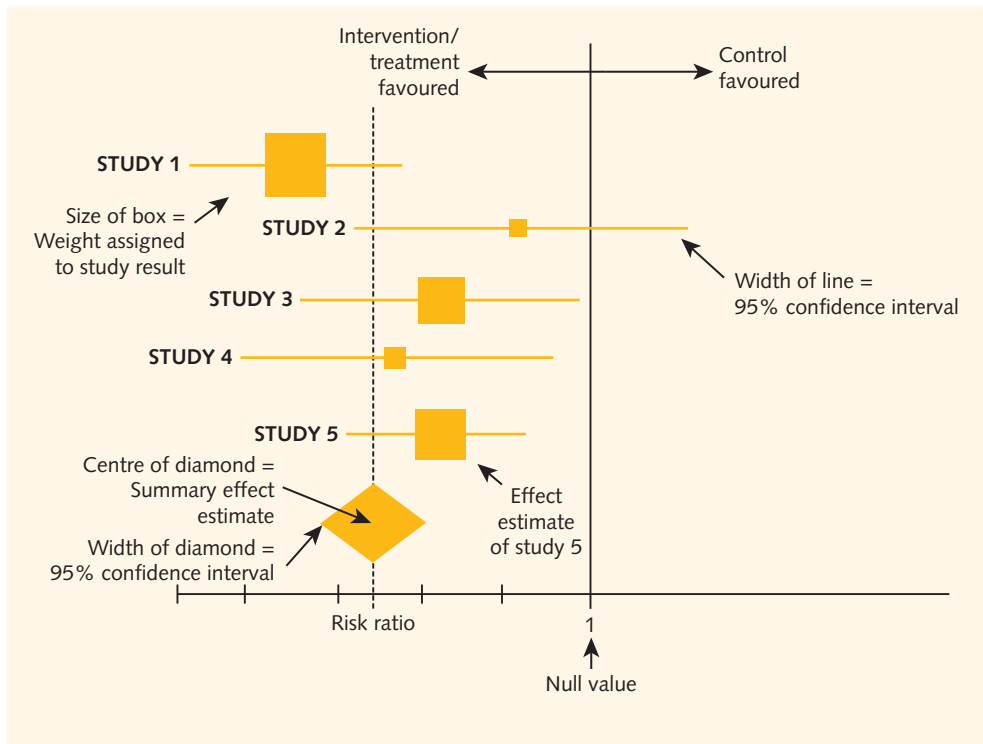 Intervention/
treatment
favoured
Control
favoured
STUDY 1
Size of box =
Weight assigned
to study result
STUDY 2
Width of line =
95% confidence interval
STUDY 3
STUDY 4
STUDY 5
Centre of diamond =
Summary effect
estimate
Effect
estimate
of study 5
Width of diamond =
95% confidence interval
Risk ratio
1
Null value